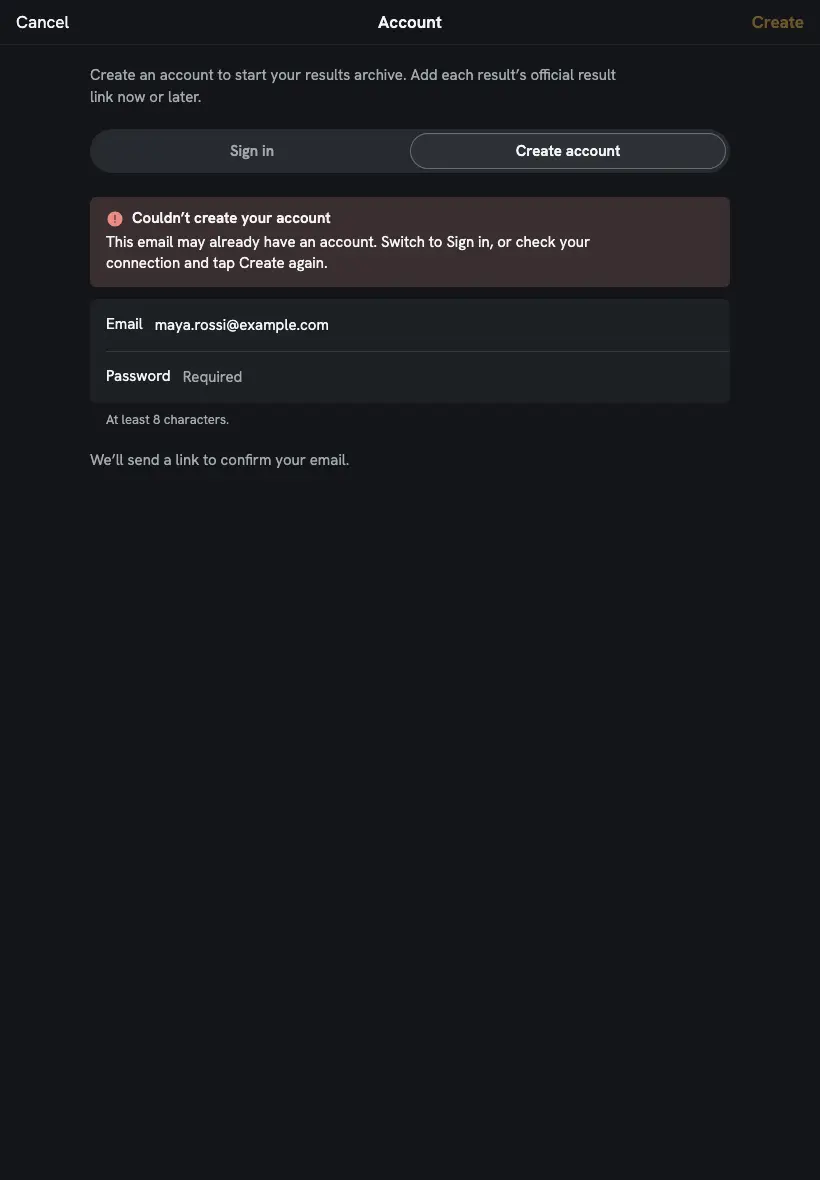 Cancel Account Create
Create an account to start your results archive. Add each result’s official result
link now or later.
Sign in Create account
Couldn’t create your account
This email may already have an account. Switch to Sign in, or check your
connection and tap Create again.
Email maya.rossi@example.com
Password Required
At least 8 characters.
We’ll send a link to confirm your email.